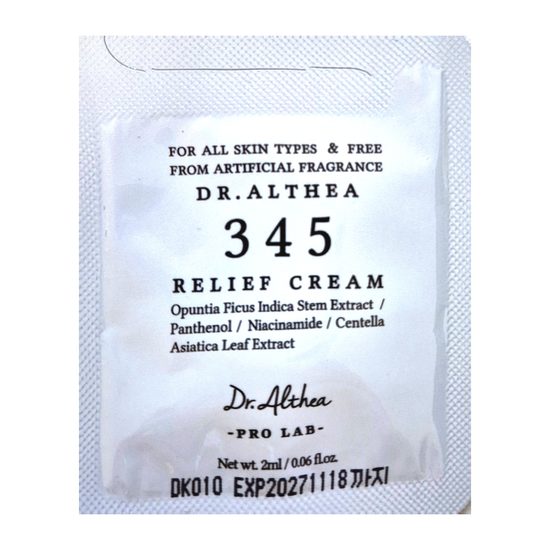 FOR ALL SKIN TYPES & FREE
FROM ARTIFICIAL FRAGRANCE
DR.ALTHEA
345
RELIEF CREAM
Opuntia Ficus Indica Stem Extract /
Panthenol / Niacinamide / Centella
Asiatica Leaf Extract
Dr.Althea
-PRO LAB-
Net wt. 2ml / 0.06 fl.oz.
DK010 EXP20271118까지